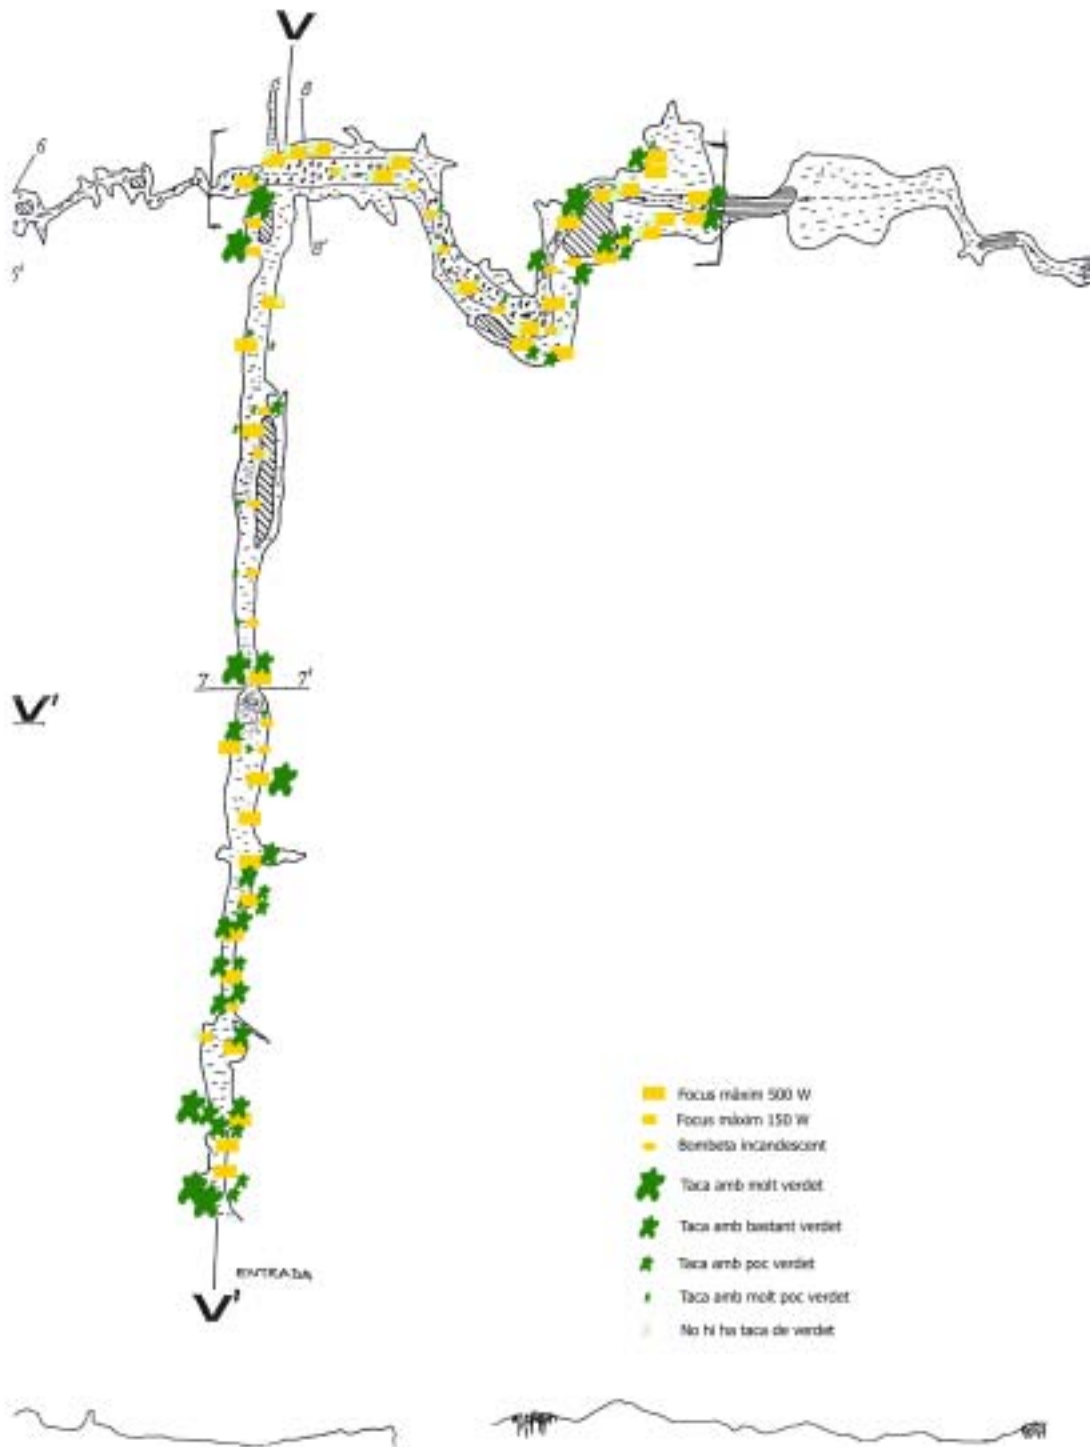 V
6
8
8'
5'
7
7'
V'
Focus màxim 500 W
Focus màxim 150 W
Bombeta incandescent
Taca amb molt verdet
Taca amb bastant verdet
Taca amb poc verdet
Taca amb molt poc verdet
No hi ha taca de verdet
ENTRADA
V'